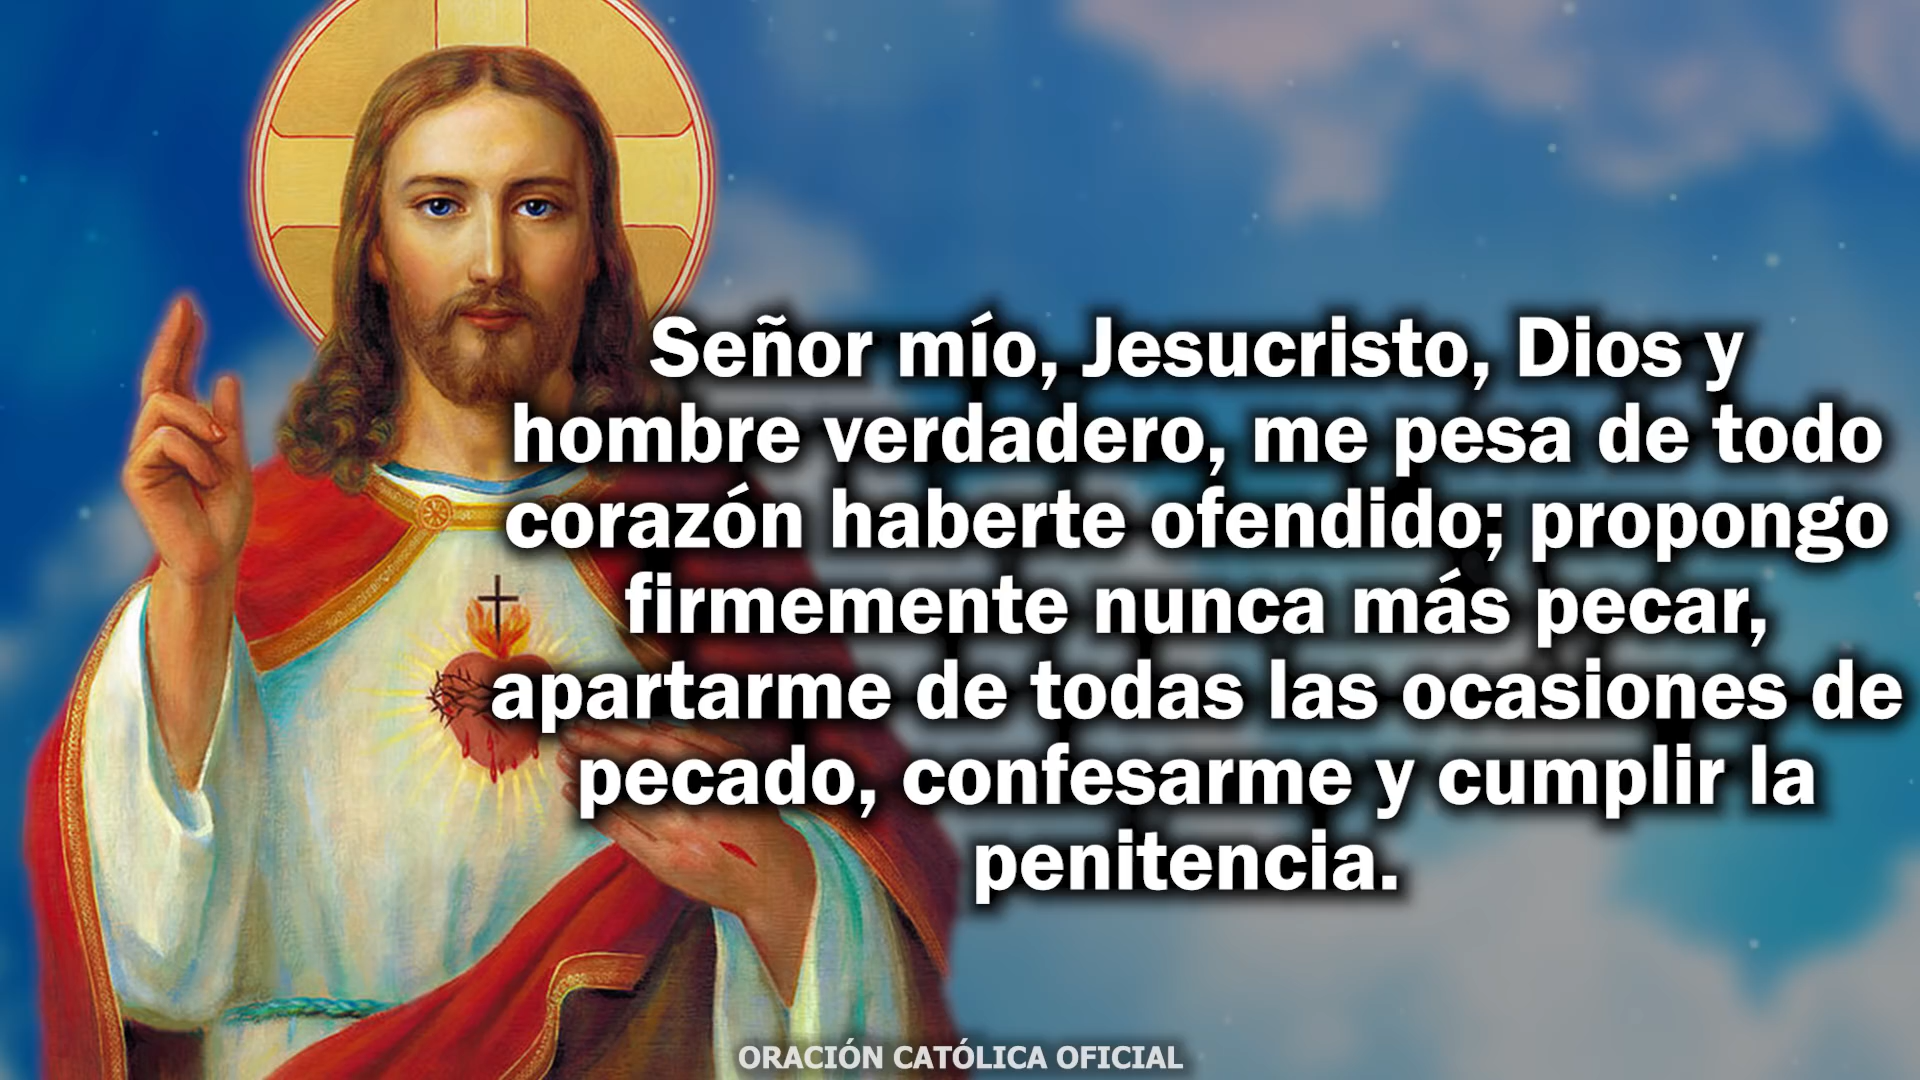 Señor mío, Jesucristo, Dios y
hombre verdadero, me pesa de todo
corazón haberte ofendido; propongo
firmemente nunca más pecar,
apartarme de todas las ocasiones de
pecado, confesarme y cumplir la
penitencia.
ORACIÓN CATÓLICA OFICIAL